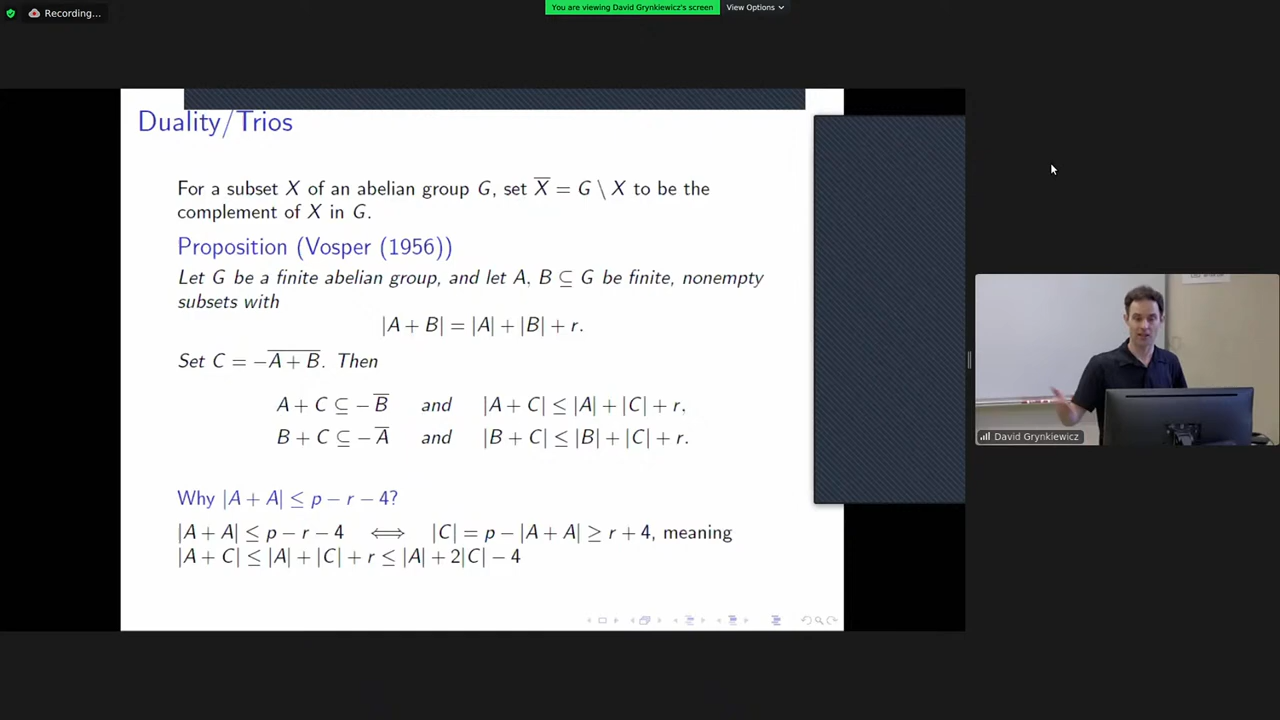 You are viewing David Grynkiewicz's screen
View Options
Recording...
Duality/Trios
For a subset X of an abelian group G, set X̅ = G \ X to be the
complement of X in G.
Proposition (Vosper (1956))
Let G be a finite abelian group, and let A, B ⊆ G be finite, nonempty
subsets with
|A + B| = |A| + |B| + r.
Set C = −\overline{A + B}. Then
A + C ⊆ −B̅ and |A + C| ≤ |A| + |C| + r,
B + C ⊆ −A̅ and |B + C| ≤ |B| + |C| + r.
Why |A + A| ≤ p − r − 4?
|A + A| ≤ p − r − 4 ⟺ |C| = p − |A + A| ≥ r + 4, meaning
|A + C| ≤ |A| + |C| + r ≤ |A| + 2|C| − 4
David Grynkiewicz